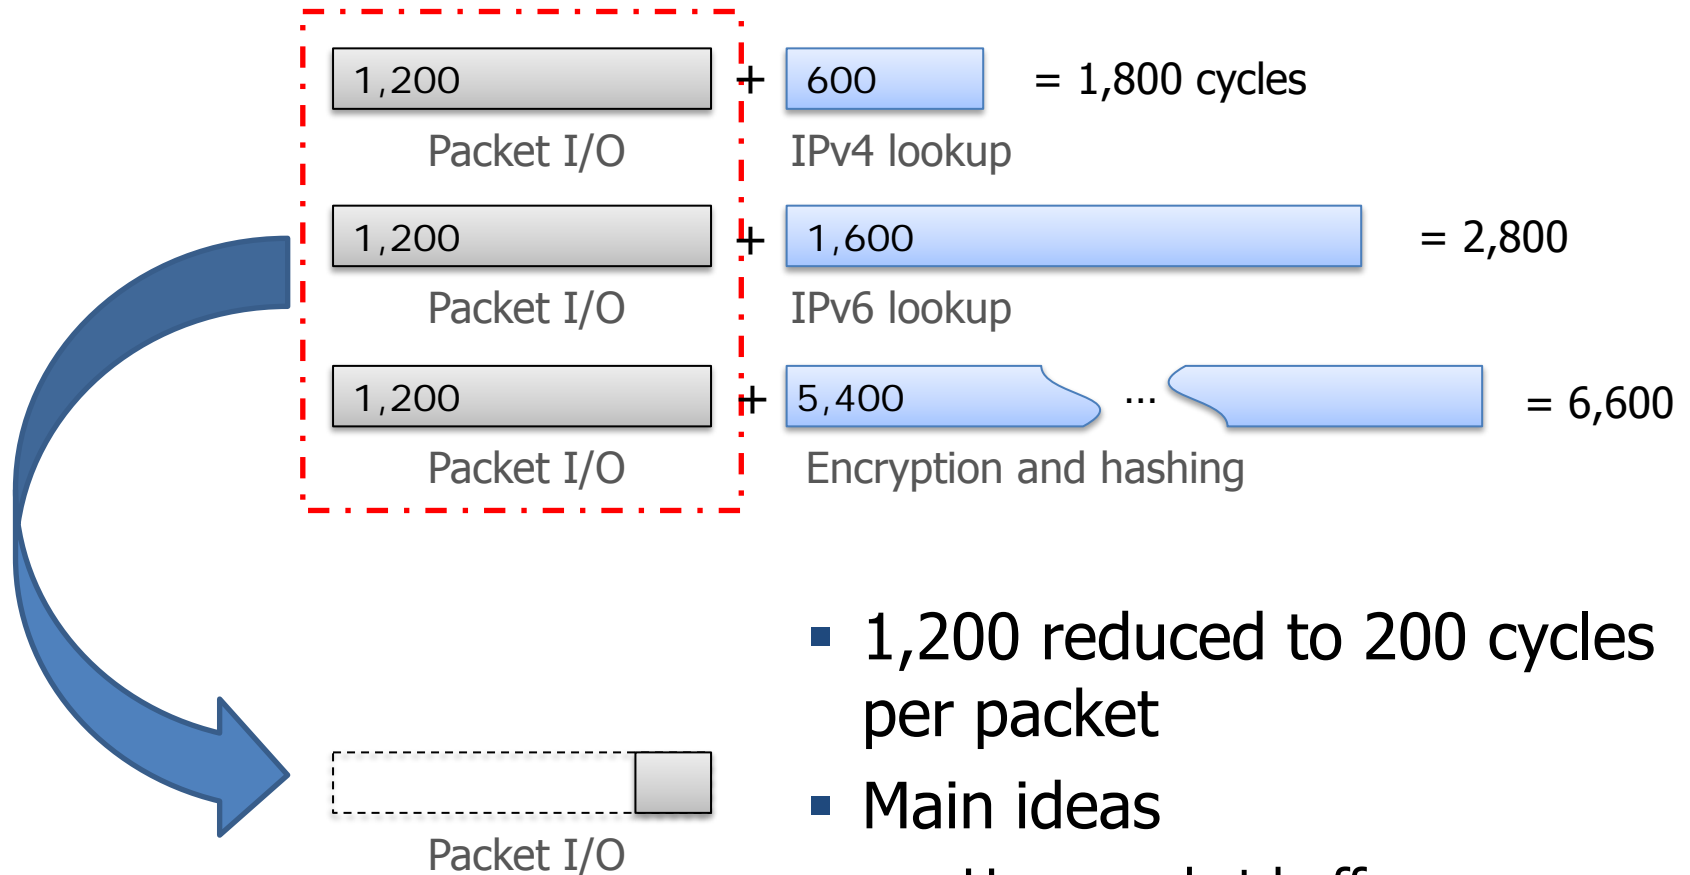 1,200 + 600 = 1,800 cycles
Packet I/O IPv4 lookup
1,200 + 1,600 = 2,800
Packet I/O IPv6 lookup
1,200 + 5,400 ... = 6,600
Packet I/O Encryption and hashing
▪ 1,200 reduced to 200 cycles
per packet
▪ Main ideas
Packet I/O